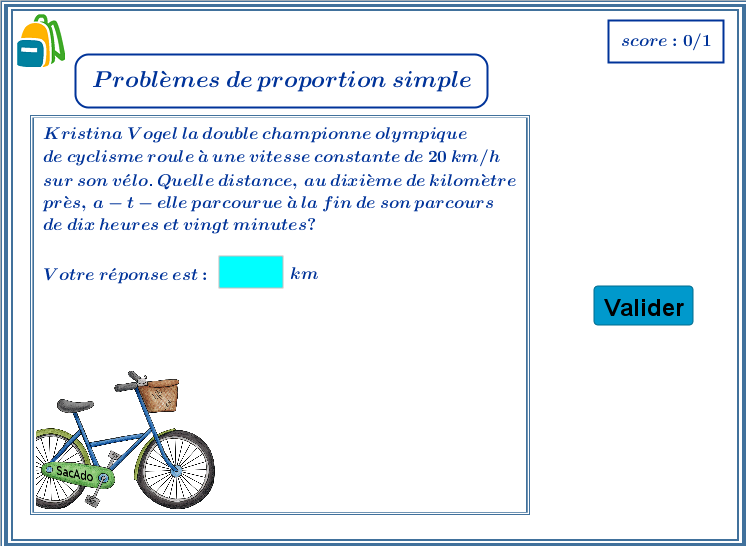 score : 0/1
Problèmes de proportion simple
Kristina Vogel la double championne olympique
de cyclisme roule à une vitesse constante de 20 km/h
sur son vélo. Quelle distance, au dixième de kilomètre
près, a - t - elle parcourue à la fin de son parcours
de dix heures et vingt minutes?
Votre réponse est : km
Valider
SacAdo